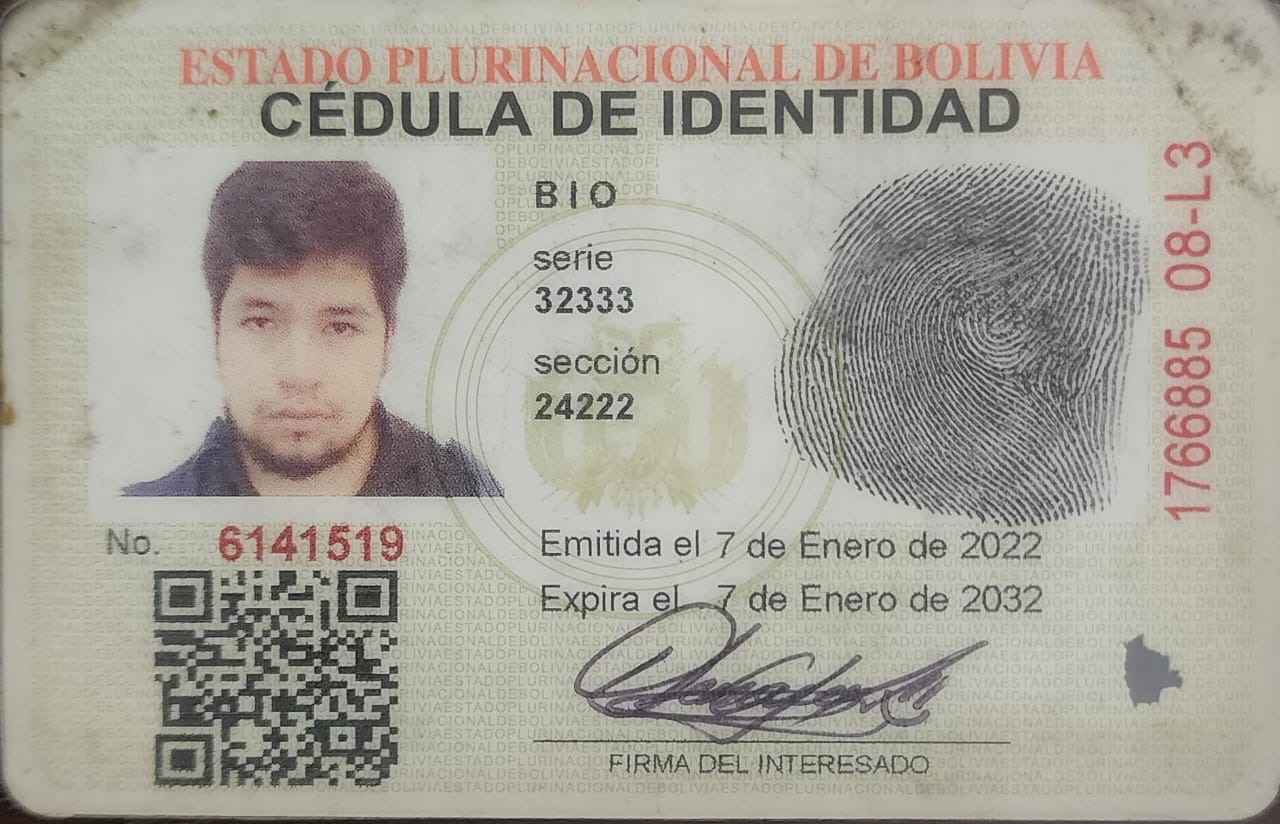 ESTADO PLURINACIONAL DE BOLIVIA
CÉDULA DE IDENTIDAD
BIO
serie
32333
sección
24222
1766885 08-L3
No. 6141519
Emitida el 7 de Enero de 2022
Expira el 7 de Enero de 2032
FIRMA DEL INTERESADO